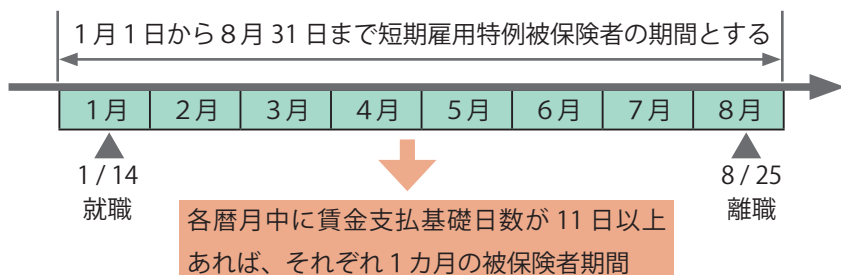 1月1日から8月31日まで短期雇用特例被保険者の期間とする
1月 2月 3月 4月 5月 6月 7月 8月
1/14
就職
8/25
離職
各暦月中に賃金支払基礎日数が11日以上
あれば、それぞれ1カ月の被保険者期間